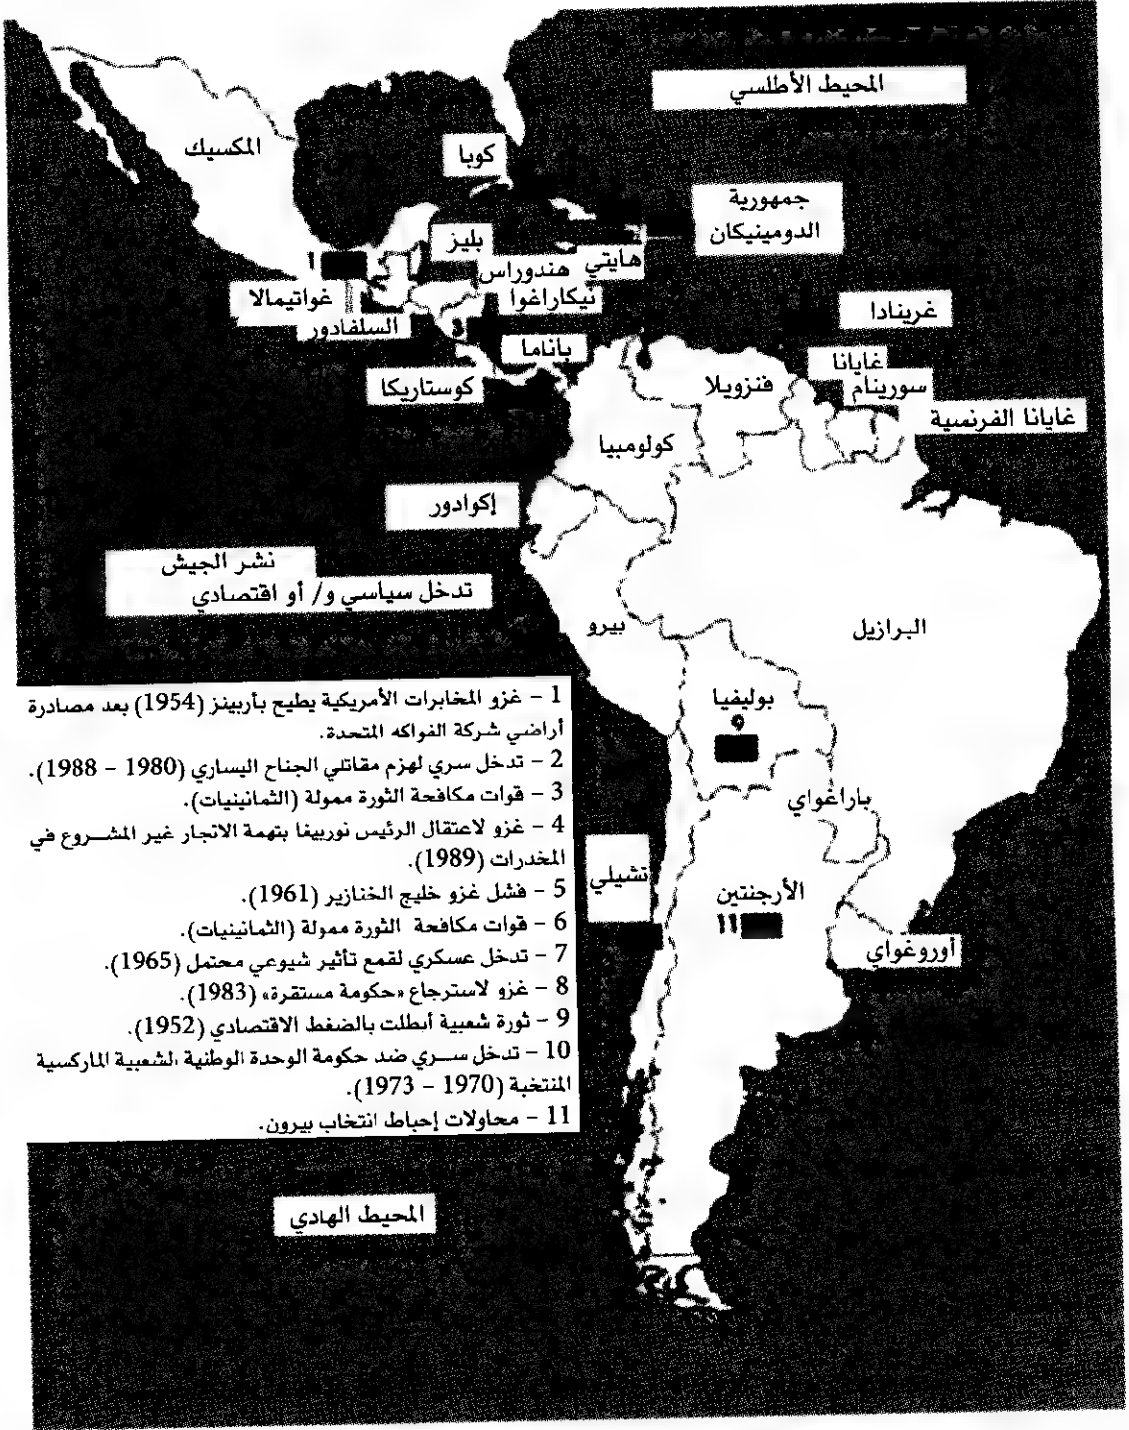 المحيط الأطلسي
المكسيك
كوبا
جمهورية
الدومينيكان
بليز
هايتي
هندوراس
1
غواتيمالا
نيكاراغوا
السلفادور
3
باناما
غرينادا
كوستاريكا
فنزويلا
غايانا
سورينام
غايانا الفرنسية
كولومبيا
إكوادور
نشر الجيش
تدخل سياسي و/ أو اقتصادي
بيرو
البرازيل
بوليفيا
9
باراغواي
تشيلي
الأرجنتين
11
أوروغواي
1 – غزو المخابرات الأمريكية يطيح بأربينز (1954) بعد مصادرة
أراضي شركة الفواكه المتحدة.
2 – تدخل سري لهزم مقاتلي الجناح اليساري (1980 – 1988).
3 – قوات مكافحة الثورة ممولة (الثمانينيات).
4 – غزو لاعتقال الرئيس نورييغا بتهمة الاتجار غير المشروع في
المخدرات (1989).
5 – فشل غزو خليج الخنازير (1961).
6 – قوات مكافحة الثورة ممولة (الثمانينيات).
7 – تدخل عسكري لقمع تأثير شيوعي محتمل (1965).
8 – غزو لاسترجاع «حكومة مستقرة» (1983).
9 – ثورة شعبية أبطلت بالضغط الاقتصادي (1952).
10 – تدخل سري ضد حكومة الوحدة الوطنية الشعبية الماركسية
المنتخبة (1970 – 1973).
11 – محاولات إحباط انتخاب بيرون.
المحيط الهادي